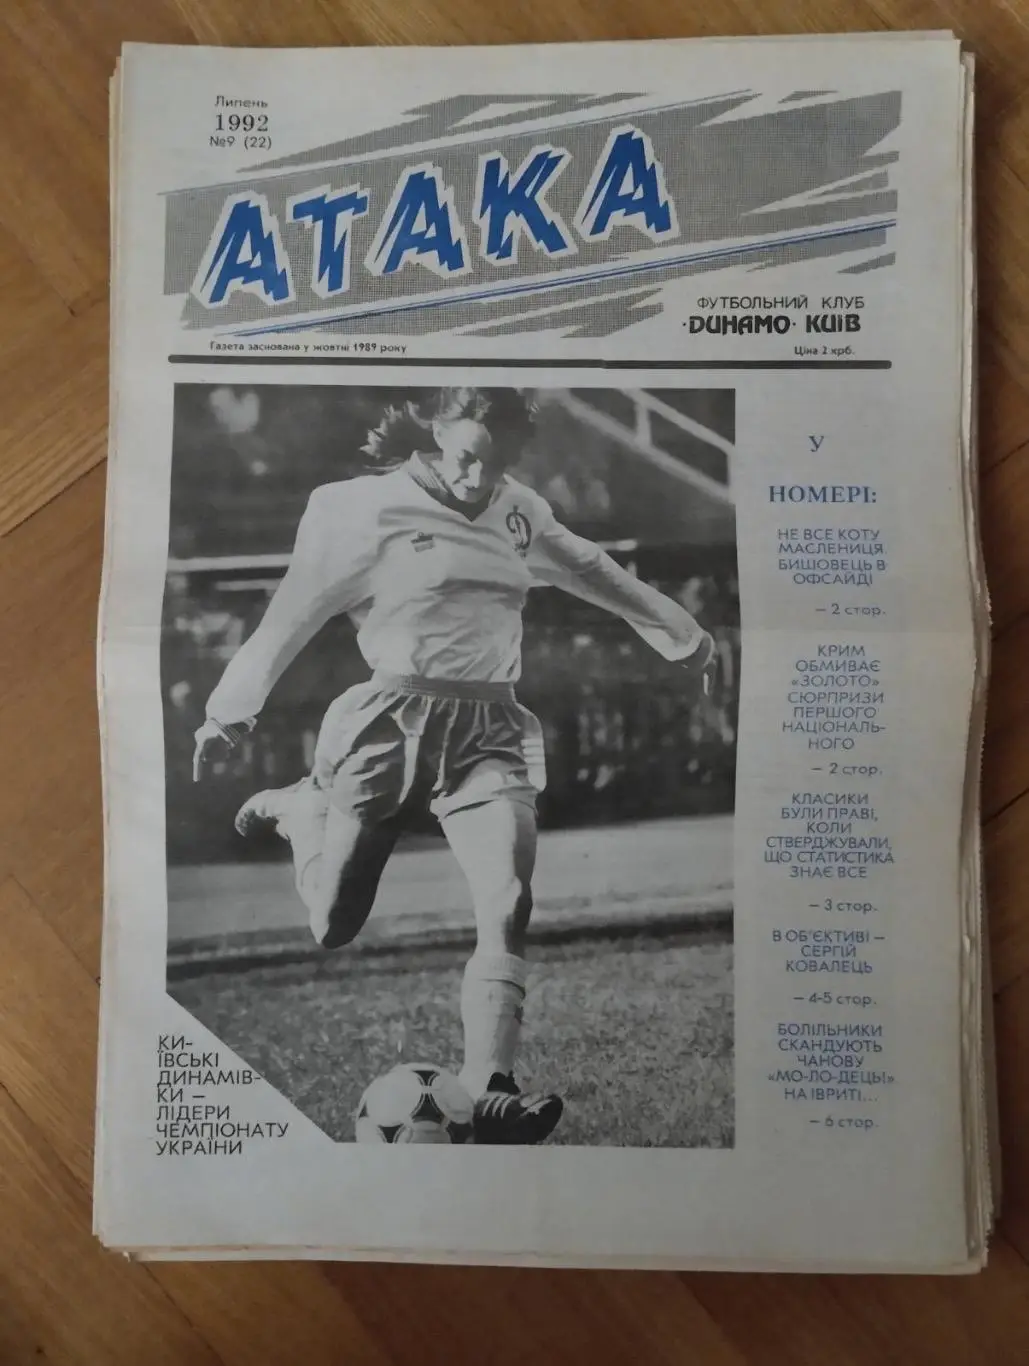 Липень
1992
№9 (22)
АТАКА
ФУТБОЛЬНИЙ КЛУБ
·ДИНАМО· КИЇВ
Газета заснована у жовтні 1989 року
Ціна 2 крб.
У
НОМЕРІ:
НЕ ВСЕ КОТУ
МАСЛЕНИЦЯ
БИШОВЕЦЬ В
ОФСАЙДІ
— 2 стор.
КРИМ
ОБМИВАЄ
«ЗОЛОТО»
СЮРПРИЗИ
ПЕРШОГО
НАЦІОНАЛЬ-
НОГО
— 2 стор.
КЛАСИКИ
БУЛИ ПРАВІ,
КОЛИ
СТВЕРДЖУВАЛИ,
ЩО СТАТИСТИКА
ЗНАЄ ВСЕ
— 3 стор.
В ОБ'ЄКТИВІ —
СЕРГІЙ
КОВАЛЕЦЬ
— 4-5 стор.
БОЛІЛЬНИКИ
СКАНДУЮТЬ
ЧАНОВУ
«МО-ЛО-ДЕЦЬ!»
НА ІВРИТІ...
— 6 стор.
КИ-
ЇВСЬКІ
ДИНАМІВ-
КИ —
ЛІДЕРИ
ЧЕМПІОНАТУ
УКРАЇНИ